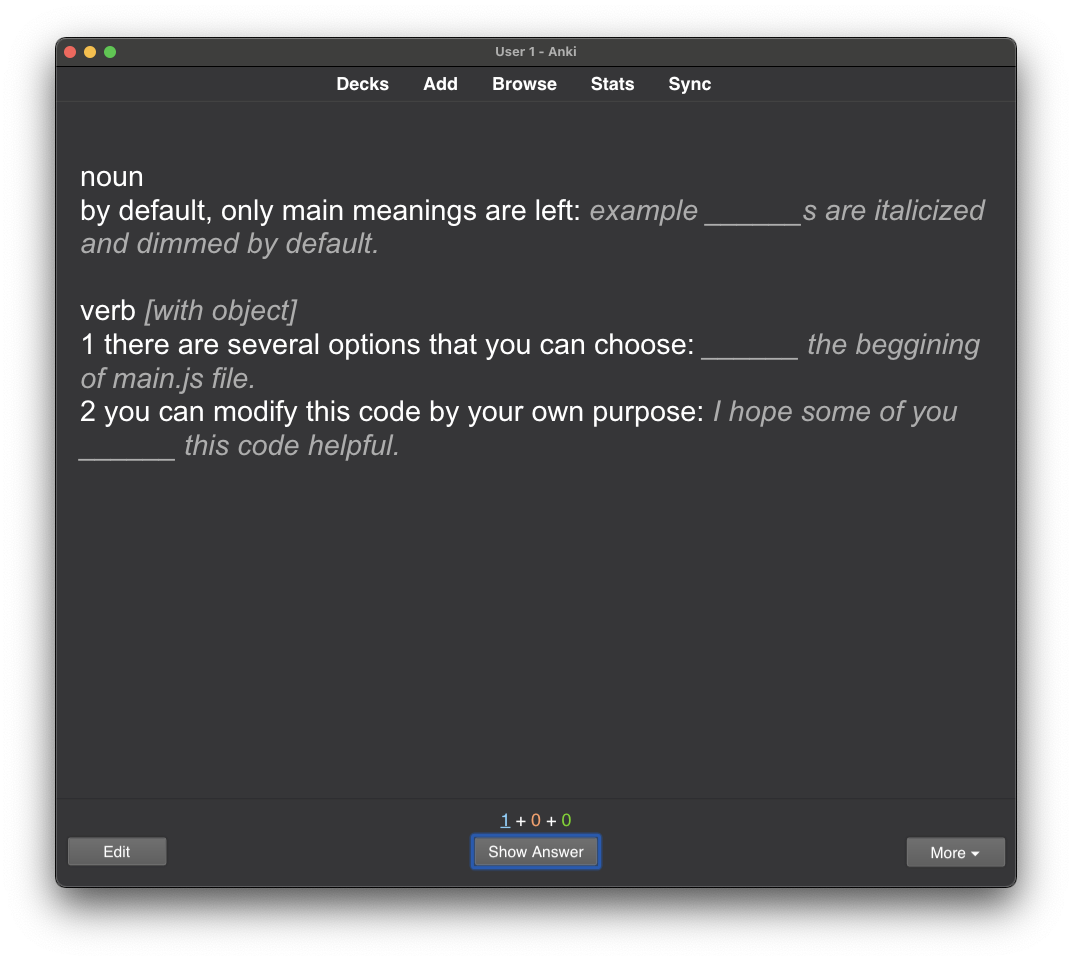 User 1 - Anki
Decks Add Browse Stats Sync
noun
by default, only main meanings are left: example ______s are italicized
and dimmed by default.
verb [with object]
1 there are several options that you can choose: ______ the beggining
of main.js file.
2 you can modify this code by your own purpose: I hope some of you
______ this code helpful.
1 + 0 + 0
Edit Show Answer More